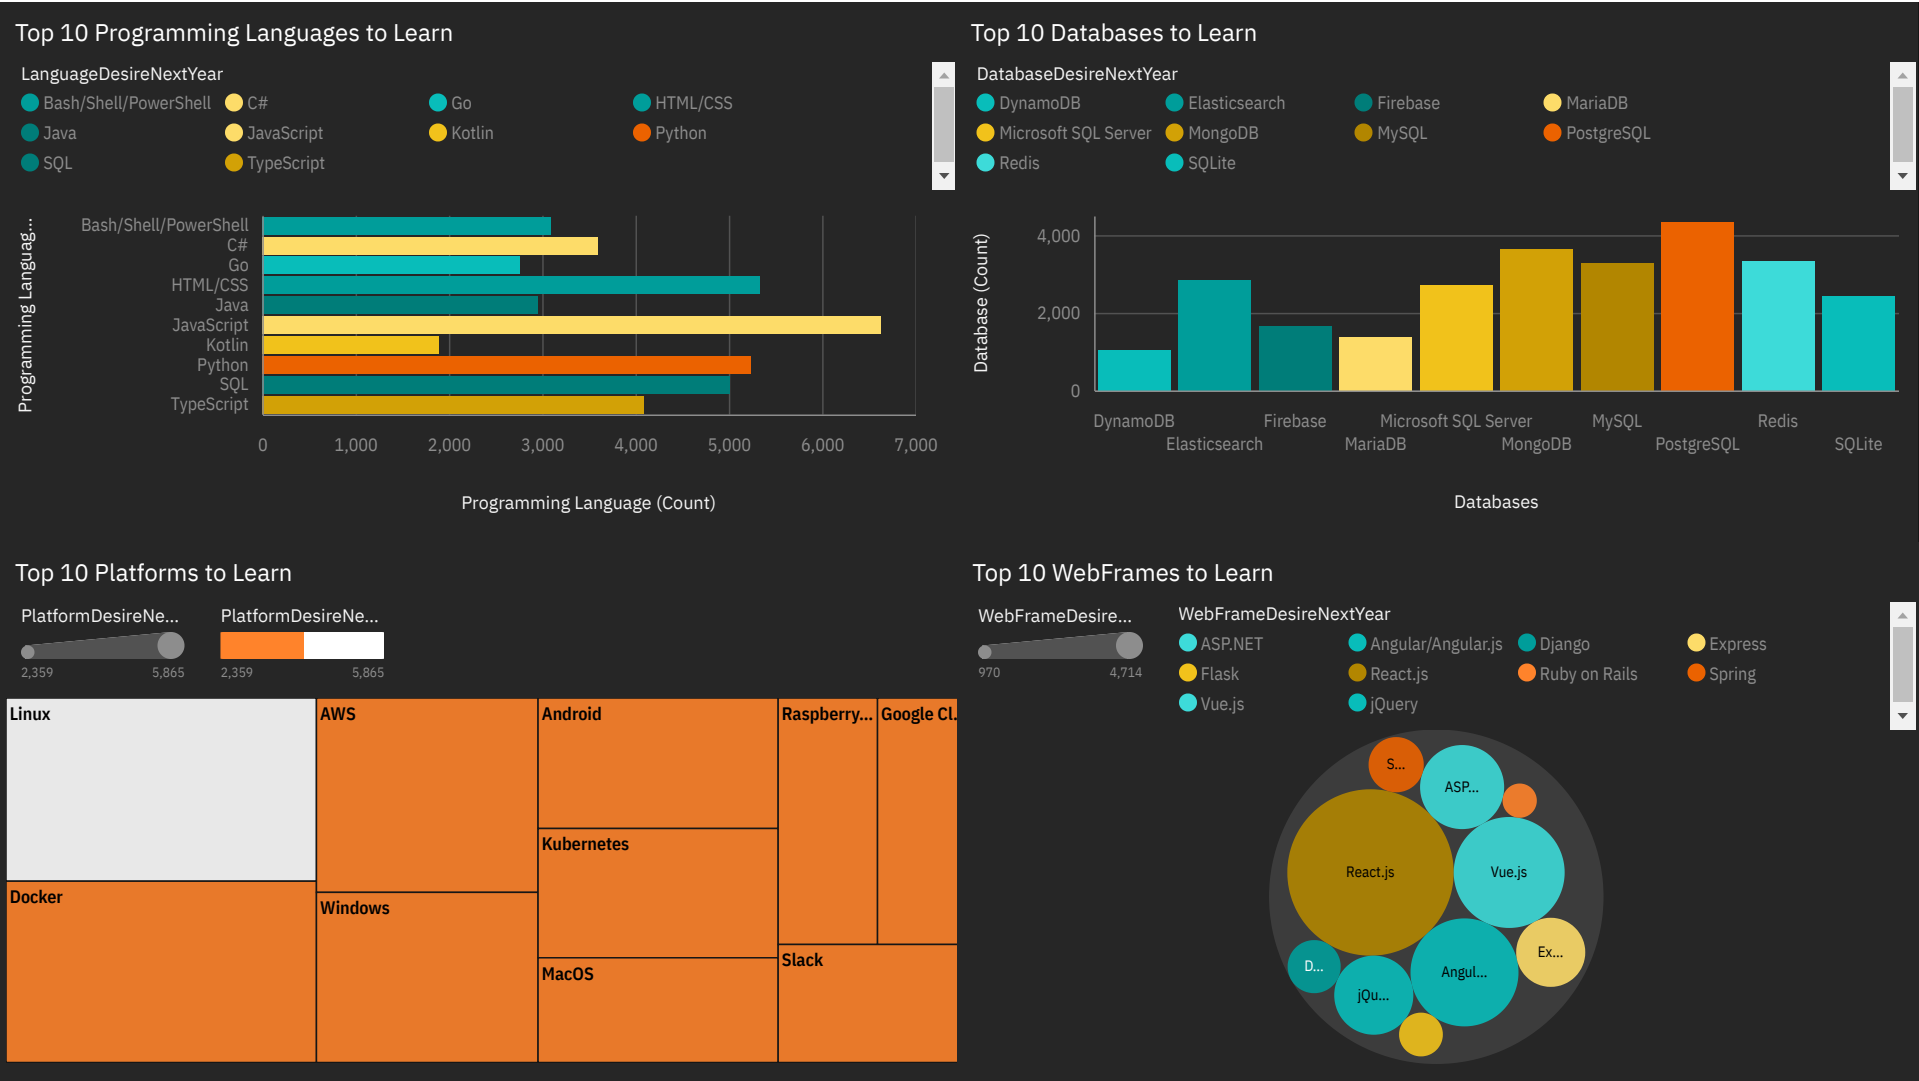 Top 10 Programming Languages to Learn
LanguageDesireNextYear
Bash/Shell/PowerShell C# Go HTML/CSS
Java JavaScript Kotlin Python
SQL TypeScript
Programming Languag...
Bash/Shell/PowerShell
C#
Go
HTML/CSS
Java
JavaScript
Kotlin
Python
SQL
TypeScript
0 1,000 2,000 3,000 4,000 5,000 6,000 7,000
Programming Language (Count)
Top 10 Databases to Learn
DatabaseDesireNextYear
DynamoDB Elasticsearch Firebase MariaDB
Microsoft SQL Server MongoDB MySQL PostgreSQL
Redis SQLite
Database (Count)
4,000
2,000
0
DynamoDB Firebase Microsoft SQL Server MySQL Redis
Elasticsearch MariaDB MongoDB PostgreSQL SQLite
Databases
Top 10 Platforms to Learn
PlatformDesireNe... PlatformDesireNe...
2,359 5,865 2,359 5,865
Linux AWS Android Raspberry... Google Cl.
Kubernetes
Docker
Windows
Slack
MacOS
Top 10 WebFrames to Learn
WebFrameDesire... WebFrameDesireNextYear
970 4,714
ASP.NET Angular/Angular.js Django Express
Flask React.js Ruby on Rails Spring
Vue.js jQuery
S...
ASP...
React.js
Vue.js
Ex...
D...
Angul...
jQu...